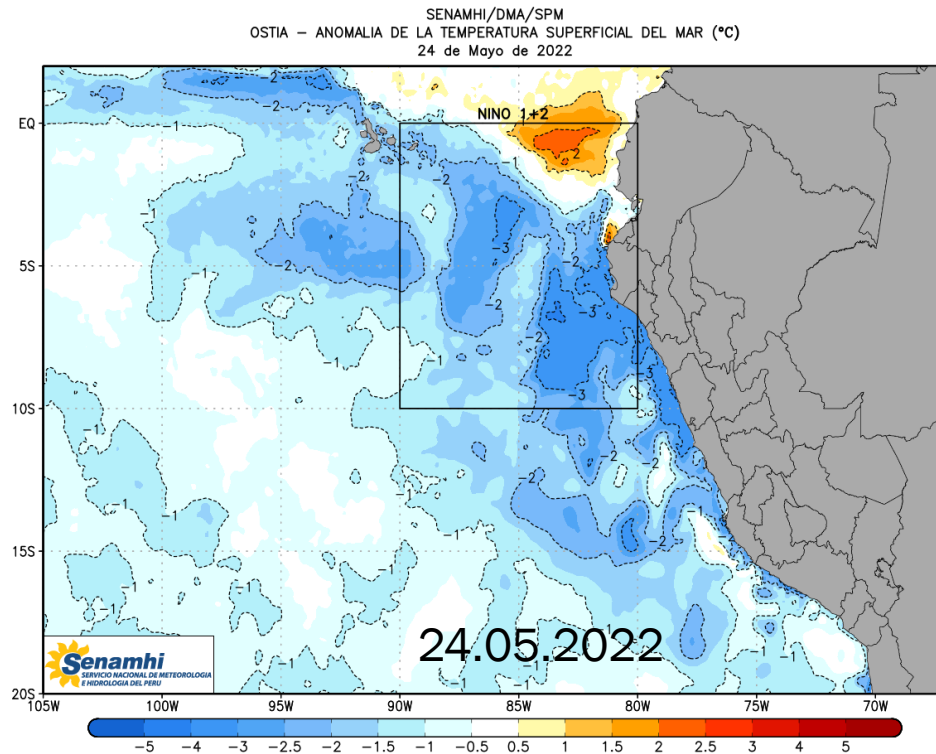 SENAMHI/DMA/SPM
OSTIA – ANOMALIA DE LA TEMPERATURA SUPERFICIAL DEL MAR (°C)
24 de Mayo de 2022
NINO 1+2
EQ
5S
10S
15S
20S
105W 100W 95W 90W 85W 80W 75W 70W
24.05.2022
Senamhi
SERVICIO NACIONAL DE METEOROLOGIA
E HIDROLOGIA DEL PERU
−5 −4 −3 −2.5 −2 −1.5 −1 −0.5 0.5 1 1.5 2 2.5 3 4 5